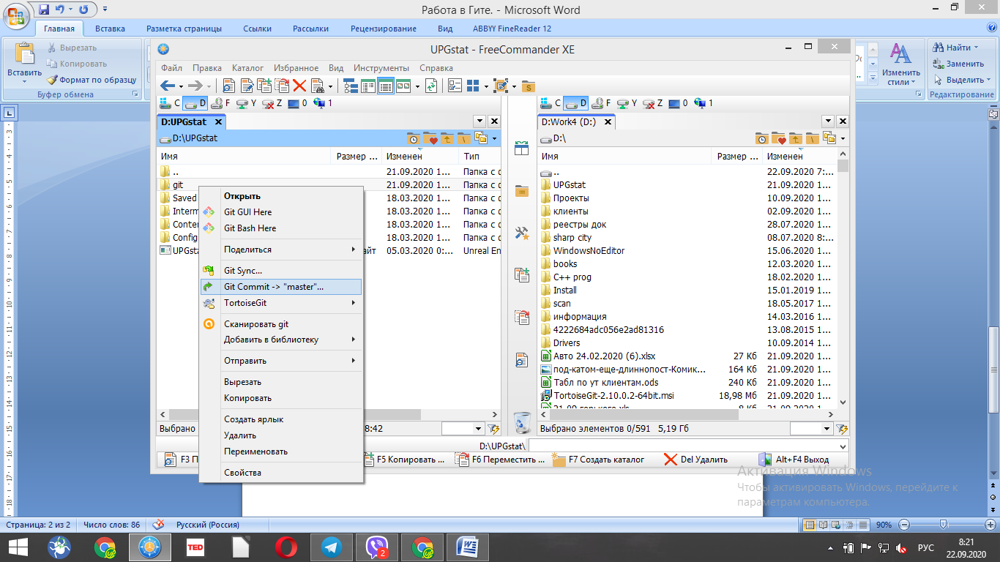 Работа в Гите. - Microsoft Word
Главная Вставка Разметка страницы Ссылки Рассылки Рецензирование Вид ABBYY FineReader 12
Вставить
Вырезать
Копировать
Формат по образцу
Буфер обмена
Изменить стили
Найти
Заменить
Выделить
Редактирование
UPGstat - FreeCommander XE
Файл Правка Каталог Избранное Вид Инструменты Справка
C D F Y Z 0 1
C D F Y Z 0 1
D:UPGstat
D:\UPGstat
Имя Размер ... Изменен Тип
.. 21.09.2020 1... Папка с с
git 21.09.2020 1... Папка с с
Saved 18.03.2020 1... Папка с с
Interm 18.03.2020 1... Папка с с
Conter 18.03.2020 1... Папка с с
Config 18.03.2020 1... Папка с с
UPGsta айт 05.03.2020 0:... Unreal En
Открыть
Git GUI Here
Git Bash Here
Поделиться
Git Sync...
Git Commit -> "master"...
TortoiseGit
Сканировать git
Добавить в библиотеку
Отправить
Вырезать
Копировать
Создать ярлык
Удалить
Переименовать
Свойства
D:Work4 (D:)
D:\
Имя Размер ... Изменен
.. 22.09.2020 7:...
UPGstat 21.09.2020 1...
Проекты 10.09.2020 1...
клиенты 02.09.2020 1...
реестры док 28.07.2020 1...
sharp city 08.07.2020 8:...
WindowsNoEditor 15.06.2020 1...
books 12.03.2020 1...
C++ prog 18.02.2020 1...
Install 15.01.2019 1...
scan 18.05.2017 1...
информация 14.03.2016 1...
4222684adc056e2ad81316 13.08.2015 1...
Drivers 10.09.2014 1...
Авто 24.02.2020 (6).xlsx 27 Кб 21.09.2020 1...
под-катом-еще-длиннопост-Комик... 164 Кб 21.09.2020 1...
Табл по ут клиентам.ods 240 Кб 21.09.2020 1...
TortoiseGit-2.10.0.2-64bit.msi 18,98 Мб 21.09.2020 1...
21.09 горького.xls 8 Кб 21.09.2020 1...
Выбрано 8:42
Выбрано элементов 0/591 5,19 Гб
D:\UPGstat\
F3 П F5 Копировать ... F6 Переместить ... F7 Создать каталог Del Удалить Alt+F4 Выход
Активация Windows
Чтобы активировать Windows, перейдите к
параметрам компьютера.
Страница: 2 из 2 Число слов: 86 Русский (Россия) 90%
TED
2
РУС
8:21
22.09.2020